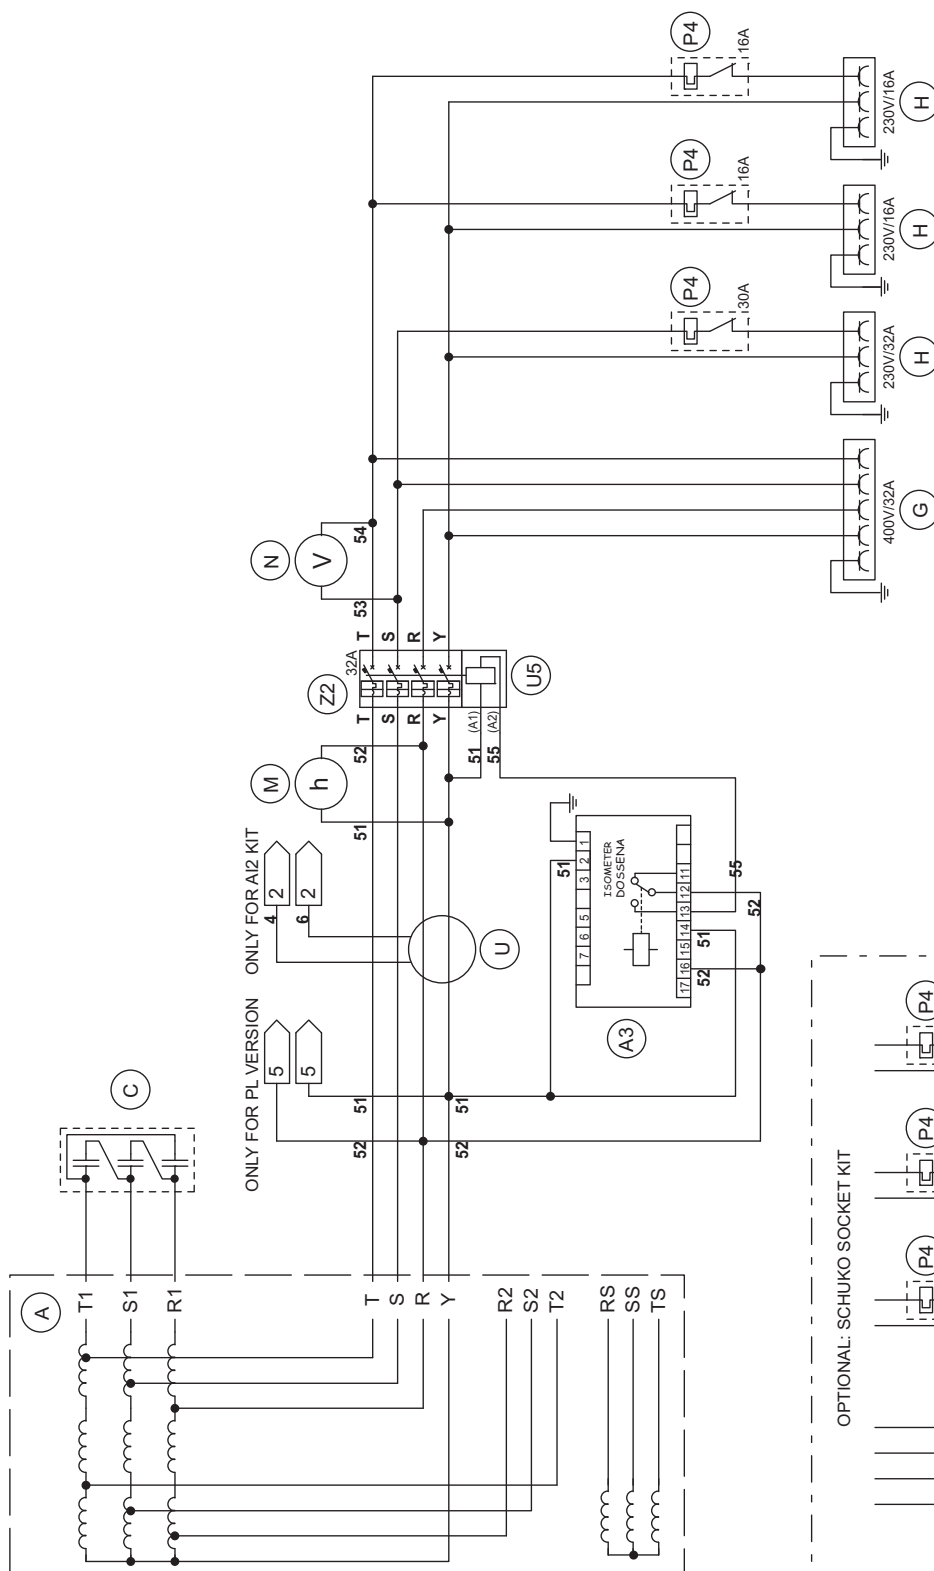 P4
16A
230V/16A
H
P4
16A
230V/16A
H
P4
30A
230V/32A
H
400V/32A
G
N
V
54
53
T
S
R
Y
32A
Z2
U5
T
S
R
Y
(A1)
(A2)
51
55
M
h
52
51
ONLY FOR AI2 KIT
2
2
4
6
U
ONLY FOR PL VERSION
5
5
51
52
51
52
ISOMETER
DOSSENA
1
2
3
5
6
7
11
12
13
14
15
16
17
51
55
52
51
52
A3
C
A
T1
S1
R1
T
S
R
Y
R2
S2
T2
RS
SS
TS
OPTIONAL: SCHUKO SOCKET KIT
P4
P4
P4